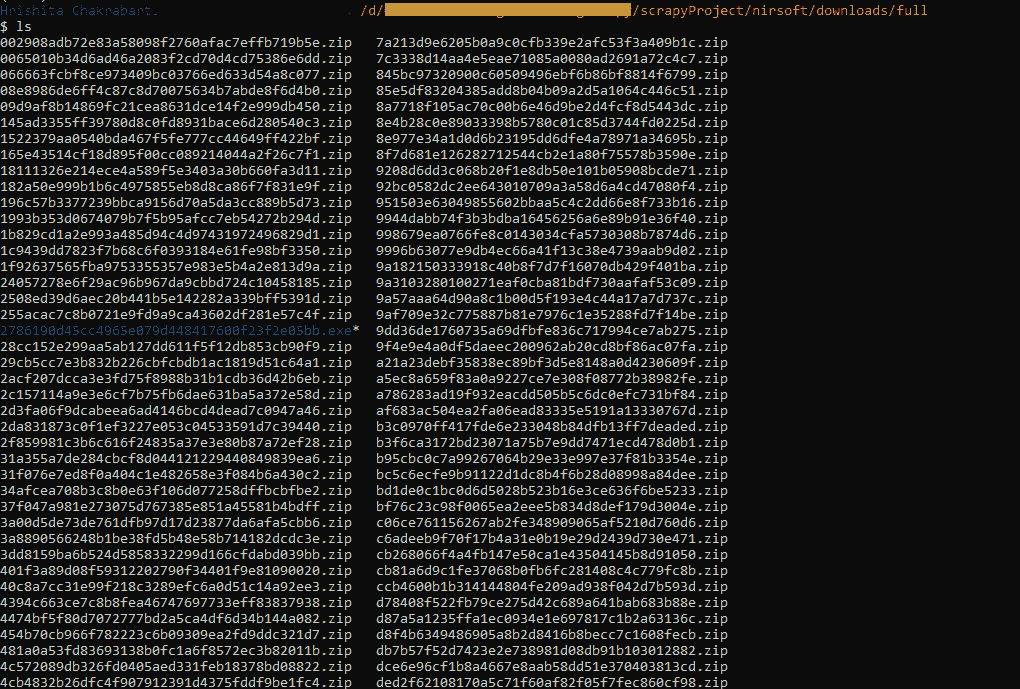 Hrishita Chakrabart. /d/ /scrapyProject/nirsoft/downloads/full
$ ls
002908adb72e83a58098f2760afac7effb719b5e.zip 7a213d9e6205b0a9c0cfb339e2afc53f3a409b1c.zip
0065010b34d6ad46a2083f2cd70d4cd75386e6dd.zip 7c3338d14aa4e5eae71085a0080ad2691a72c4c7.zip
066663fcbf8ce973409bc03766ed633d54a8c077.zip 845bc97320900c60509496ebf6b86bf8814f6799.zip
08e8986de6ff4c87c8d70075634b7abde8f6d4b0.zip 85e5df83204385add8b04b09a2d5a1064c446c51.zip
09d9af8b14869fc21cea8631dce14f2e999db450.zip 8a7718f105ac70c00b6e46d9be2d4fcf8d5443dc.zip
145ad3355ff39780d8c0fd8931bace6d280540c3.zip 8e4b28c0e89033398b5780c01c85d3744fd0225d.zip
1522379aa0540bda467f5fe777cc44649ff422bf.zip 8e977e34a1d0d6b23195dd6dfe4a78971a34695b.zip
165e43514cf18d895f00cc089214044a2f26c7f1.zip 8f7d681e126282712544cb2e1a80f75578b3590e.zip
18111326e214ece4a589f5e3403a30b660fa3d11.zip 9208d6dd3c068b20f1e8db50e101b05908bcde71.zip
182a50e999b1b6c4975855eb8d8ca86f7f831e9f.zip 92bc0582dc2ee643010709a3a58d6a4cd47080f4.zip
196c57b3377239bbca9156d70a5da3cc889b5d73.zip 951503e63049855602bbaa5c4c2dd66e8f733b16.zip
1993b353d0674079b7f5b95afcc7eb54272b294d.zip 9944dabb74f3b3bdba16456256a6e89b91e36f40.zip
1b829cd1a2e993a485d94c4d97431972496829d1.zip 998679ea0766fe8c0143034cfa5730308b7874d6.zip
1c9439dd7823f7b68c6f0393184e61fe98bf3350.zip 9996b63077e9db4ec66a41f13c38e4739aab9d02.zip
1f92637565fba9753355357e983e5b4a2e813d9a.zip 9a182150333918c40b8f7d7f16070db429f401ba.zip
24057278e6f29ac96b967da9cbbd724c10458185.zip 9a3103280100271eaf0cba81bdf730aafaf53c09.zip
2508ed39d6aec20b441b5e142282a339bff5391d.zip 9a57aaa64d90a8c1b00d5f193e4c44a17a7d737c.zip
255acac7c8b0721e9fd9a9ca43602df281e57c4f.zip 9af709e32c775887b81e7976c1e35288fd7f14be.zip
2786190d45cc4965e079d448417600f23f2e05bb.exe* 9dd36de1760735a69dfbfe836c717994ce7ab275.zip
28cc152e299aa5ab127dd611f5f12db853cb90f9.zip 9f4e9e4a0df5daeec200962ab20cd8bf86ac07fa.zip
29cb5cc7e3b832b226cbfcbdb1ac1819d51c64a1.zip a21a23debf35838ec89bf3d5e8148a0d4230609f.zip
2acf207dcca3e3fd75f8988b31b1cdb36d42b6eb.zip a5ec8a659f83a0a9227ce7e308f08772b38982fe.zip
2c157114a9e3e6cf7b75fb6dae631ba5a372e58d.zip a786283ad19f932eacdd505b5c6dc0efc731bf84.zip
2d3fa06f9dcabeea6ad4146bcd4dead7c0947a46.zip af683ac504ea2fa06ead83335e5191a13330767d.zip
2da831873c0f1ef3227e053c04533591d7c39440.zip b3c0970ff417fde6e233048b84dfb13ff7deaded.zip
2f859981c3b6c616f24835a37e3e80b87a72ef28.zip b3f6ca3172bd23071a75b7e9dd7471ecd478d0b1.zip
31a355a7de284cbcf8d044121229440849839ea6.zip b95cbc0c7a99267064b29e33e997e37f81b3354e.zip
31f076e7ed8f0a404c1e482658e3f084b6a430c2.zip bc5c6ecfe9b91122d1dc8b4f6b28d08998a84dee.zip
34afcea708b3c8b0e63f106d077258dffbcbfbe2.zip bd1de0c1bc0d6d5028b523b16e3ce636f6be5233.zip
37f047a981e273075d767385e851a45581b4bdff.zip bf76c23c98f0065ea2eee5b834d8def179d3004e.zip
3a00d5de73de761dfb97d17d23877da6afa5cbb6.zip c06ce761156267ab2fe348909065af5210d760d6.zip
3a8890566248b1be38fd5b48e58b714182dcdc3e.zip c6adeeb9f70f17b4a31e0b19e29d2439d730e471.zip
3dd8159ba6b524d5858332299d166cfdabd039bb.zip cb268066f4a4fb147e50ca1e43504145b8d91050.zip
401f3a89d08f59312202790f34401f9e81090020.zip cb81a6d9c1fe37068b0fb6fc281408c4c779fc8b.zip
40c8a7cc31e99f218c3289efc6a0d51c14a92ee3.zip ccb4600b1b314144804fe209ad938f042d7b593d.zip
4394c663ce7c8b8fea46747697733eff83837938.zip d78408f522fb79ce275d42c689a641bab683b88e.zip
4474bf5f80d7072777bd2a5ca4df6d34b144a082.zip d87a5a1235ffa1ec0934e1e697817c1b2a63136c.zip
454b70cb966f782223c6b09309ea2fd9ddc321d7.zip d8f4b6349486905a8b2d8416b8becc7c1608fecb.zip
481a0a53fd83693138b0fc1a6f8572ec3b82011b.zip db7b57f52d7423e2e738981d08db91b103012882.zip
4c572089db326fd0405aed331feb18378bd08822.zip dce6e96cf1b8a4667e8aab58dd51e370403813cd.zip
4cb4832b26dfc4f907912391d4375fddf9be1fc4.zip ded2f62108170a5c71f60af82f05f7fec860cf98.zip